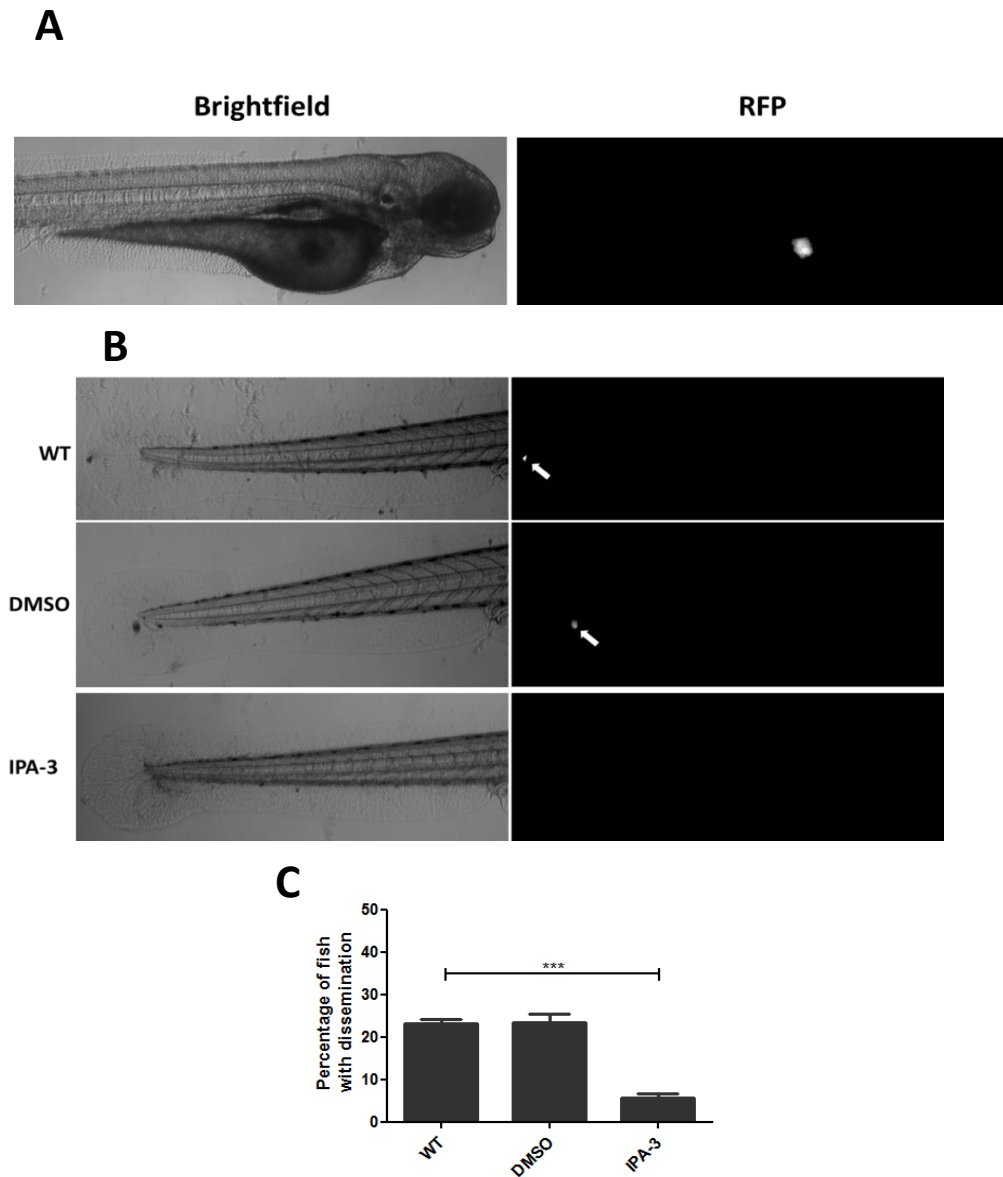 A
Brightfield
RFP
B
WT
DMSO
IPA-3
C
Percentage of fish
with dissemination
50
40
30
20
10
0
***
WT
DMSO
IPA-3